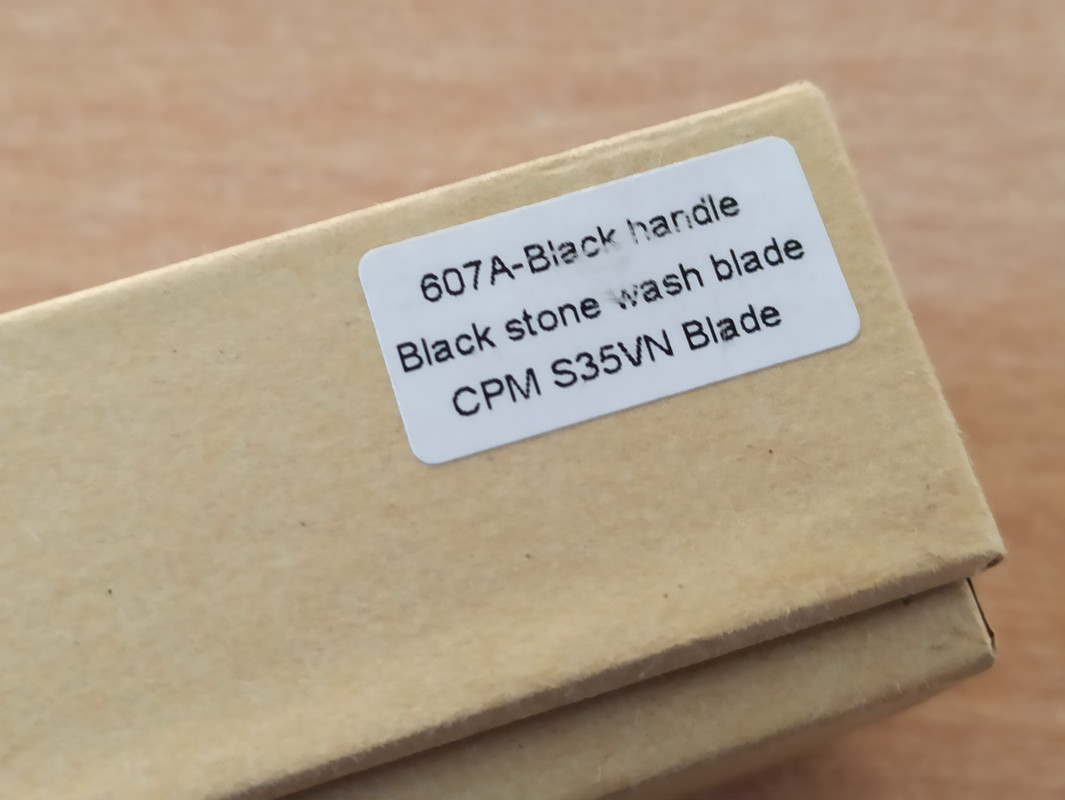 607A-Black handle
Black stone wash blade
CPM S35VN Blade